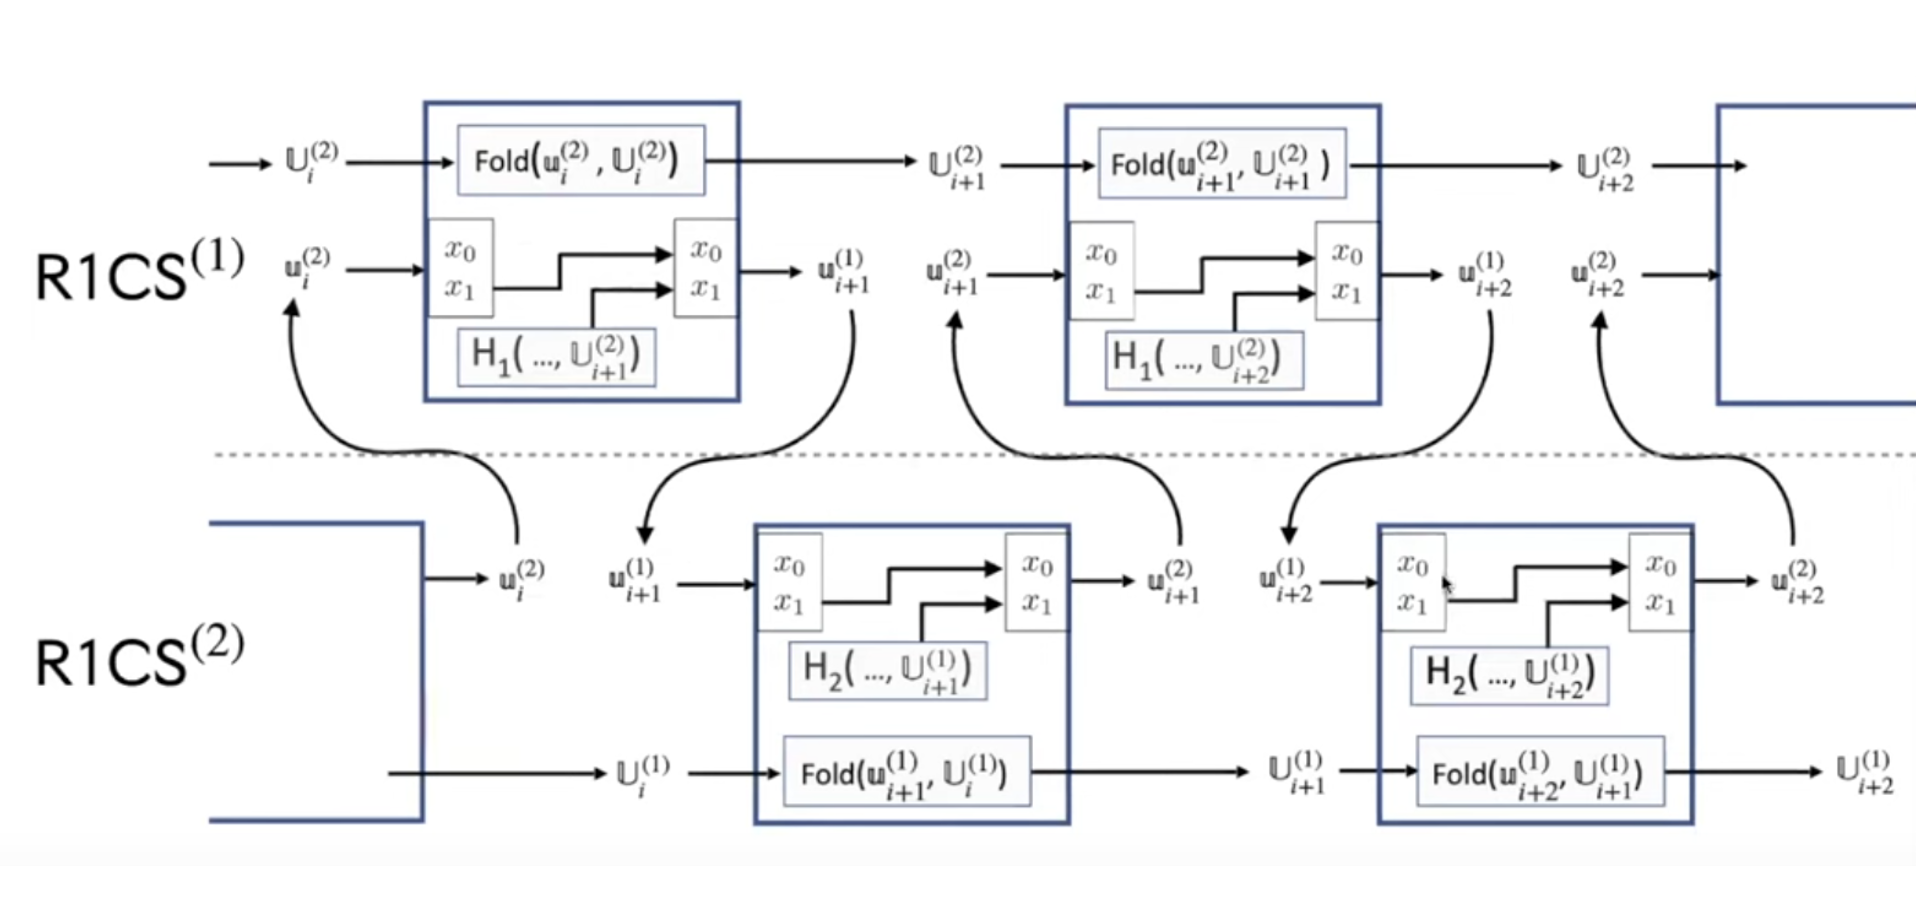 𝕌_i^(2) Fold(𝕦_i^(2) , 𝕌_i^(2)) 𝕌_{i+1}^(2) Fold(𝕦_{i+1}^(2), 𝕌_{i+1}^(2) ) 𝕌_{i+2}^(2)
R1CS^(1) 𝕦_i^(2) x_0 x_0 𝕦_{i+1}^(1) 𝕦_{i+1}^(2) x_0 x_0 𝕦_{i+2}^(1) 𝕦_{i+2}^(2)
x_1 x_1 x_1 x_1
H_1( ..., 𝕌_{i+1}^(2)) H_1( ..., 𝕌_{i+2}^(2))
𝕦_i^(2) 𝕦_{i+1}^(1) x_0 x_0 𝕦_{i+1}^(2) 𝕦_{i+2}^(1) x_0 x_0 𝕦_{i+2}^(2)
x_1 x_1 x_1 x_1
R1CS^(2) H_2( ..., 𝕌_{i+1}^(1)) H_2( ..., 𝕌_{i+2}^(1))
𝕌_i^(1) Fold(𝕦_{i+1}^(1), 𝕌_i^(1)) 𝕌_{i+1}^(1) Fold(𝕦_{i+2}^(1), 𝕌_{i+1}^(1)) 𝕌_{i+2}^(1)